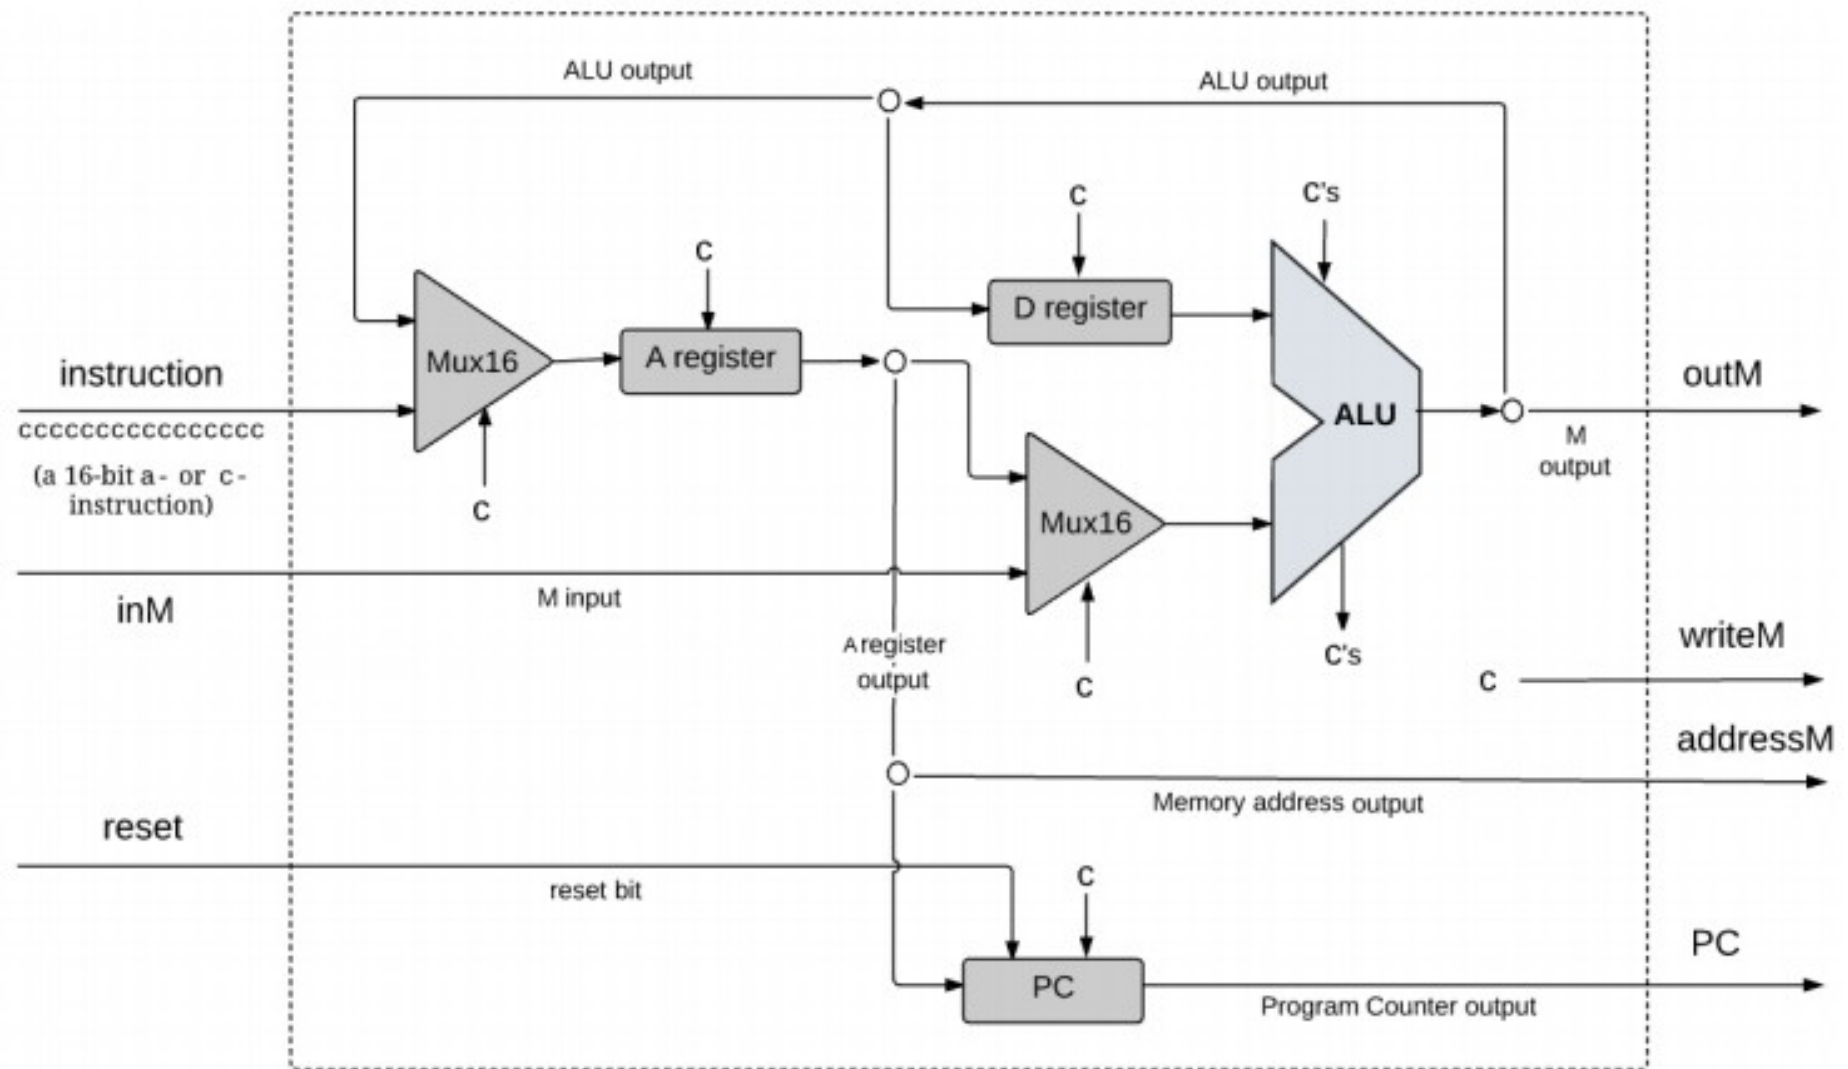 ALU output
ALU output
c
c's
c
D register
Mux16
A register
instruction
outM
ALU
cccccccccccccccc
M
output
(a 16-bit a- or c-
instruction)
c
Mux16
inM
M input
A register
output
c
c's
writeM
c
addressM
Memory address output
reset
reset bit
c
PC
PC
Program Counter output